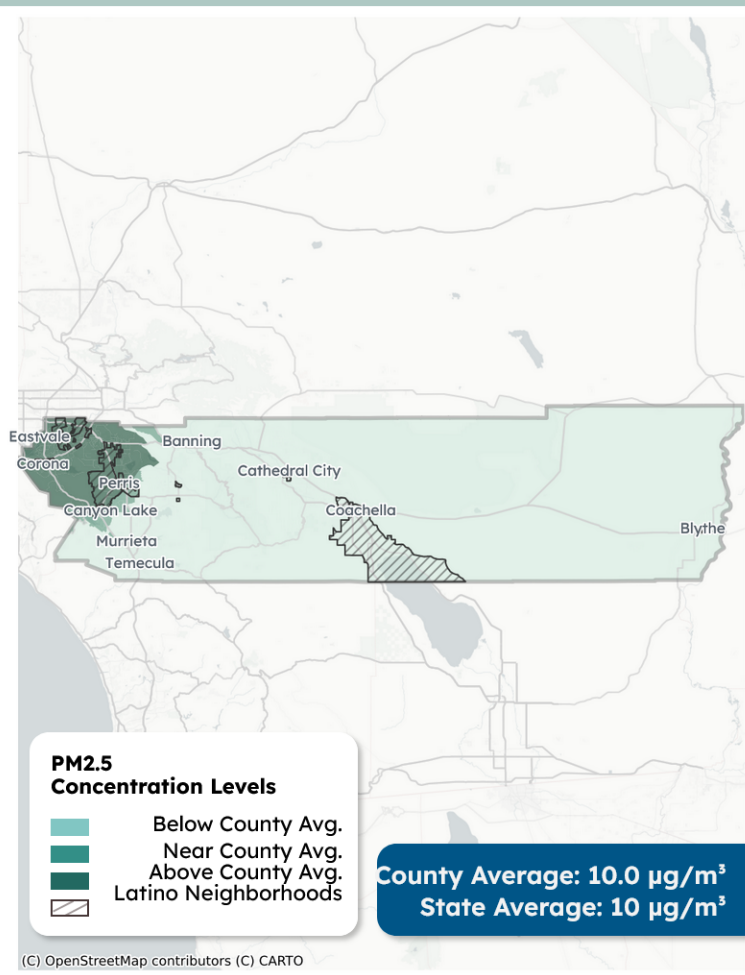 Eastvale
Banning
Corona
Cathedral City
Perris
Canyon Lake
Coachella
Blythe
Murrieta
Temecula
PM2.5
Concentration Levels
Below County Avg.
Near County Avg.
Above County Avg.
Latino Neighborhoods
County Average: 10.0 µg/m³
State Average: 10 µg/m³
(C) OpenStreetMap contributors (C) CARTO